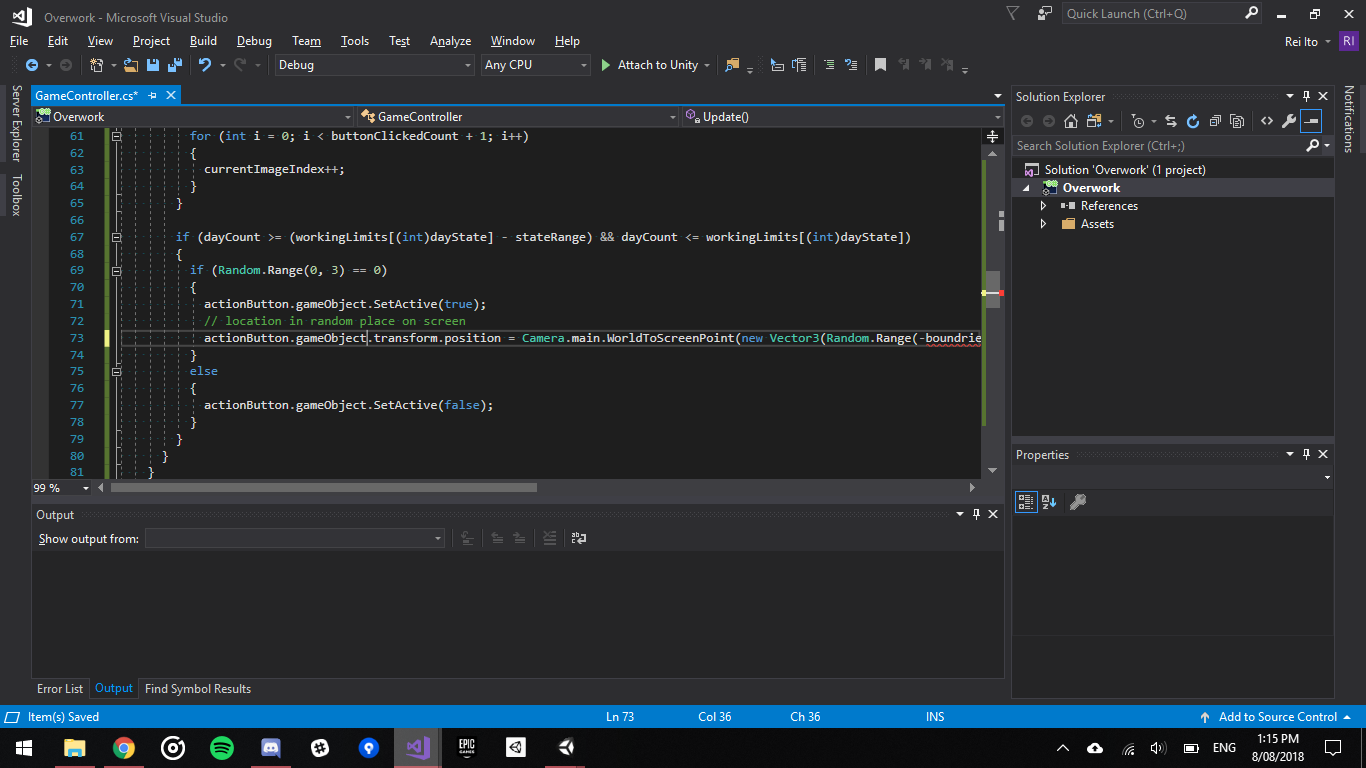 Overwork - Microsoft Visual Studio
Quick Launch (Ctrl+Q)
File Edit View Project Build Debug Team Tools Test Analyze Window Help
Rei Ito RI
Debug Any CPU Attach to Unity
Server Explorer
Toolbox
GameController.cs*
Overwork GameController Update()
61 for (int i = 0; i < buttonClickedCount + 1; i++)
62 {
63 currentImageIndex++;
64 }
65 }
66
67 if (dayCount >= (workingLimits[(int)dayState] - stateRange) && dayCount <= workingLimits[(int)dayState])
68 {
69 if (Random.Range(0, 3) == 0)
70 {
71 actionButton.gameObject.SetActive(true);
72 // location in random place on screen
73 actionButton.gameObject.transform.position = Camera.main.WorldToScreenPoint(new Vector3(Random.Range(-boundrie
74 }
75 else
76 {
77 actionButton.gameObject.SetActive(false);
78 }
79 }
80 }
81 }
99 %
Output
Show output from:
Error List Output Find Symbol Results
Solution Explorer
Search Solution Explorer (Ctrl+;)
Solution 'Overwork' (1 project)
Overwork
References
Assets
Properties
Notifications
Item(s) Saved Ln 73 Col 36 Ch 36 INS Add to Source Control
EPIC GAMES
ENG
1:15 PM
8/08/2018